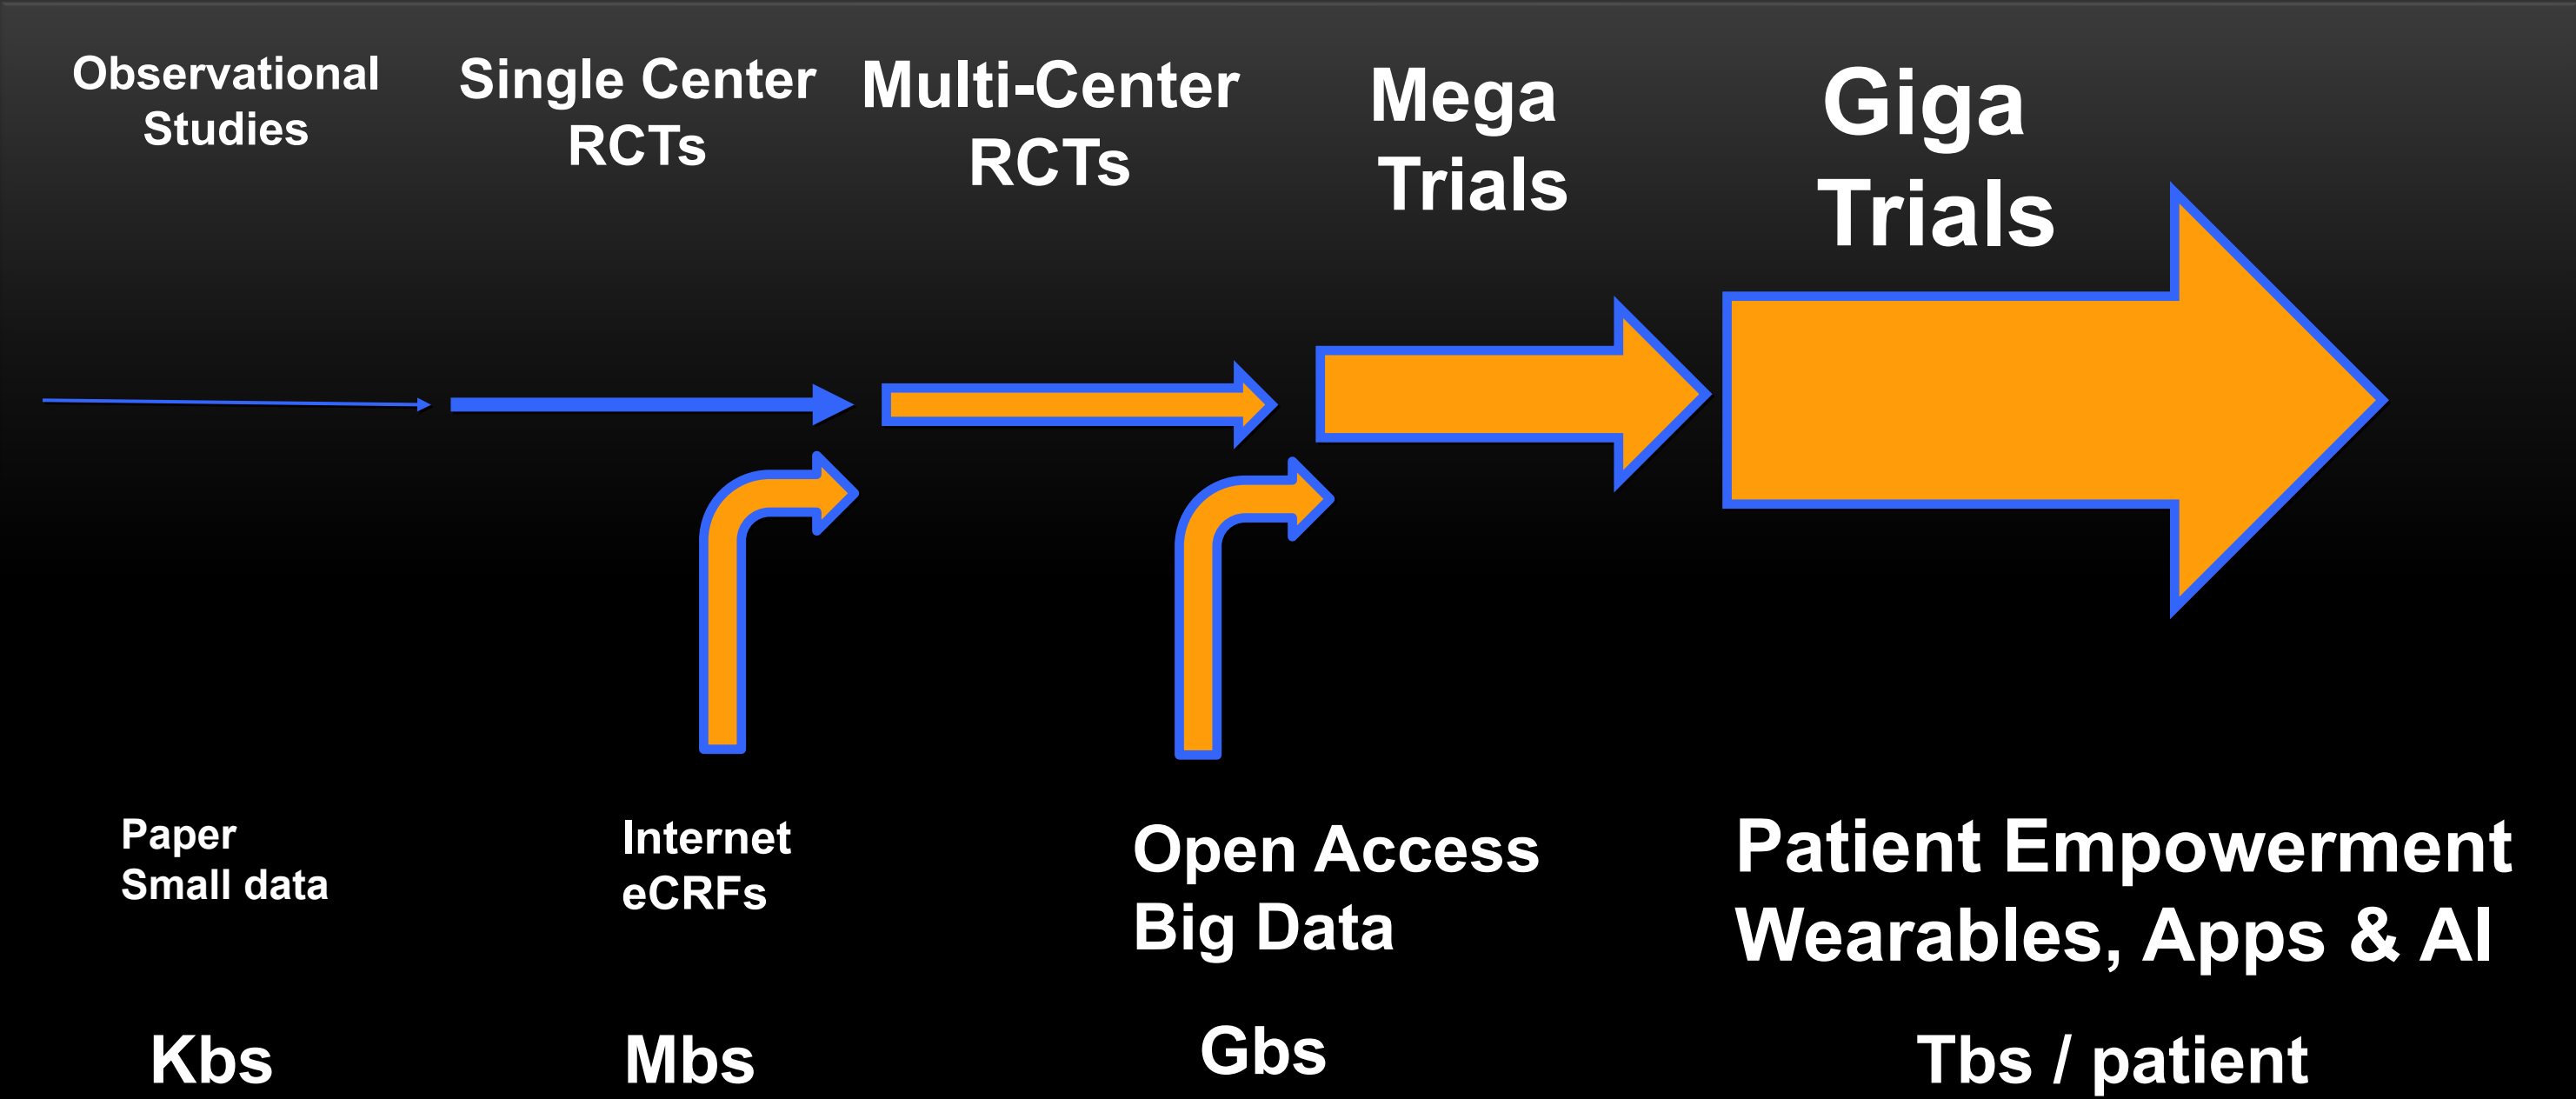 Observational
Studies
Single Center
RCTs
Multi-Center
RCTs
Mega
Trials
Giga
Trials
Paper
Small data
Internet
eCRFs
Open Access
Big Data
Patient Empowerment
Wearables, Apps & AI
Kbs
Mbs
Gbs
Tbs / patient